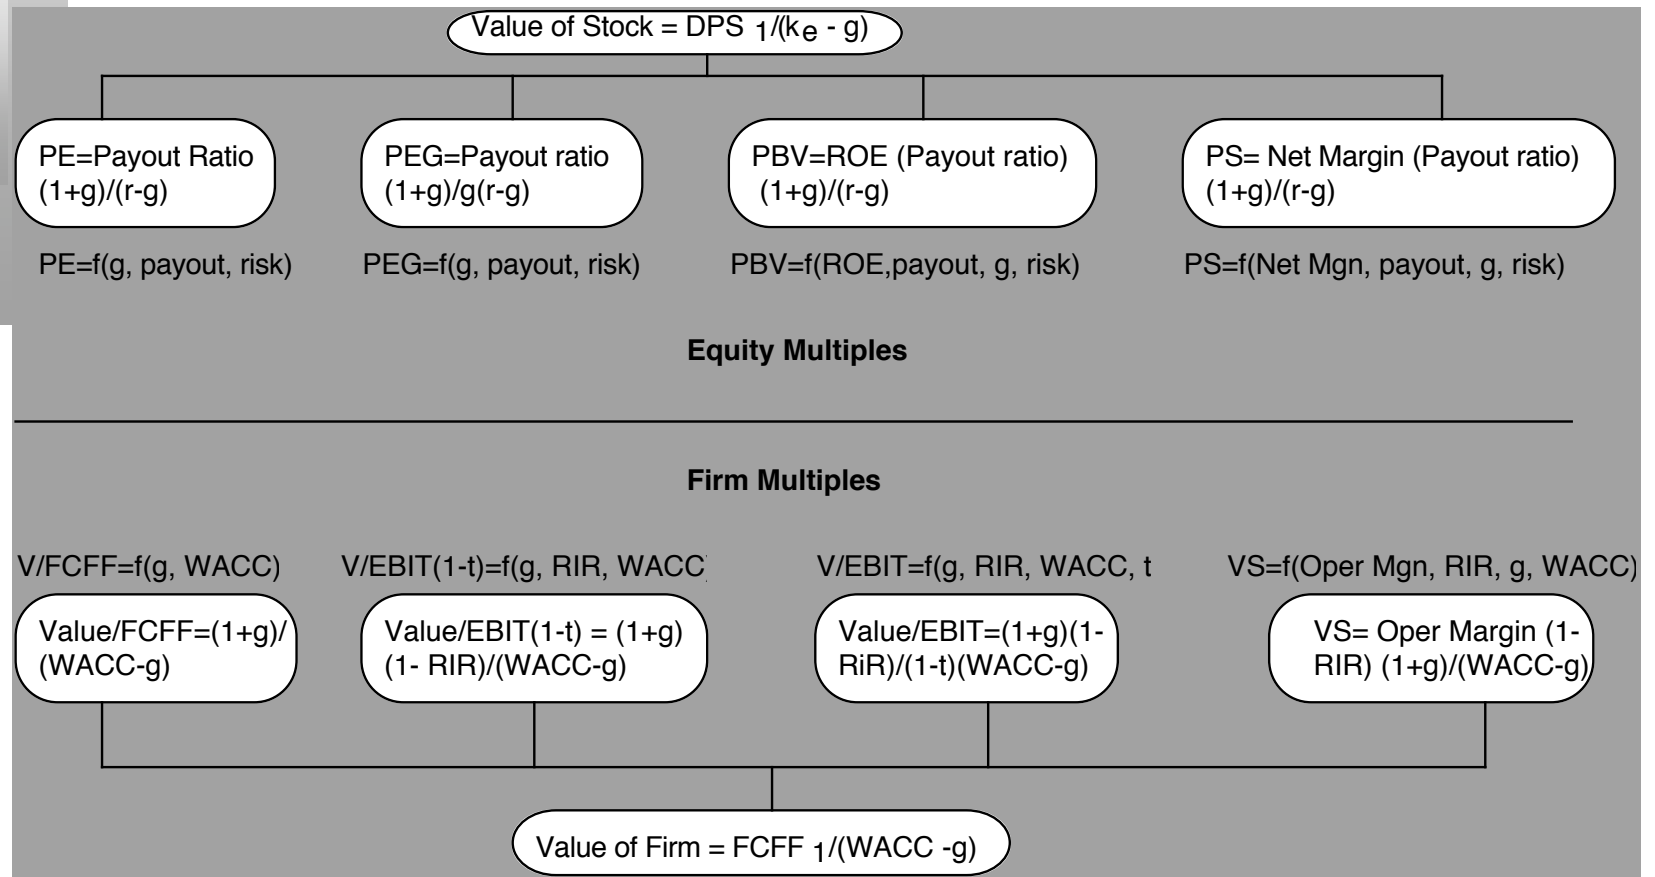 Value of Stock = DPS 1/(ke - g)
PE=Payout Ratio
(1+g)/(r-g)
PEG=Payout ratio
(1+g)/g(r-g)
PBV=ROE (Payout ratio)
(1+g)/(r-g)
PS= Net Margin (Payout ratio)
(1+g)/(r-g)
PE=f(g, payout, risk)
PEG=f(g, payout, risk)
PBV=f(ROE,payout, g, risk)
PS=f(Net Mgn, payout, g, risk)
Equity Multiples
Firm Multiples
V/FCFF=f(g, WACC)
V/EBIT(1-t)=f(g, RIR, WACC)
V/EBIT=f(g, RIR, WACC, t
VS=f(Oper Mgn, RIR, g, WACC)
Value/FCFF=(1+g)/
(WACC-g)
Value/EBIT(1-t) = (1+g)
(1- RIR)/(WACC-g)
Value/EBIT=(1+g)(1-
RiR)/(1-t)(WACC-g)
VS= Oper Margin (1-
RIR) (1+g)/(WACC-g)
Value of Firm = FCFF 1/(WACC -g)